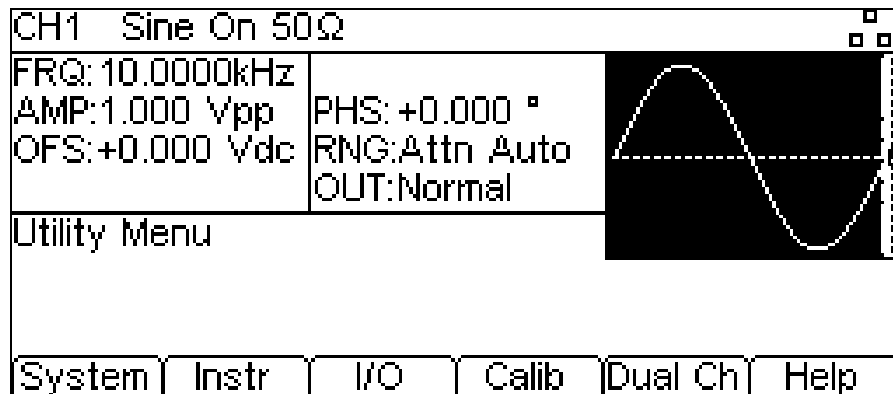 CH1 Sine On 50Ω
FRQ:10.0000kHz
AMP:1.000 Vpp
OFS:+0.000 Vdc
PHS:+0.000 °
RNG:Attn Auto
OUT:Normal
Utility Menu
System Instr I/O Calib Dual Ch Help